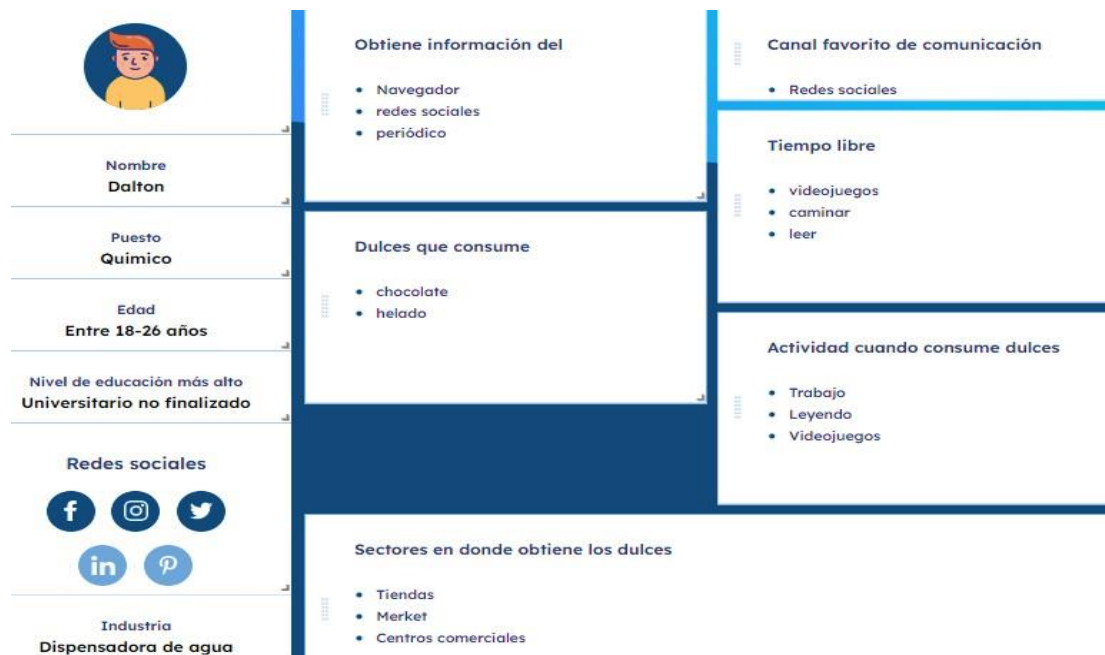 Nombre
Dalton
Puesto
Quimico
Edad
Entre 18-26 años
Nivel de educación más alto
Universitario no finalizado
Redes sociales
f
in
Industria
Dispensadora de agua
Obtiene información del
• Navegador
• redes sociales
• periódico
Dulces que consume
• chocolate
• helado
Canal favorito de comunicación
• Redes sociales
Tiempo libre
• videojuegos
• caminar
• leer
Actividad cuando consume dulces
• Trabajo
• Leyendo
• Videojuegos
Sectores en donde obtiene los dulces
• Tiendas
• Merket
• Centros comerciales